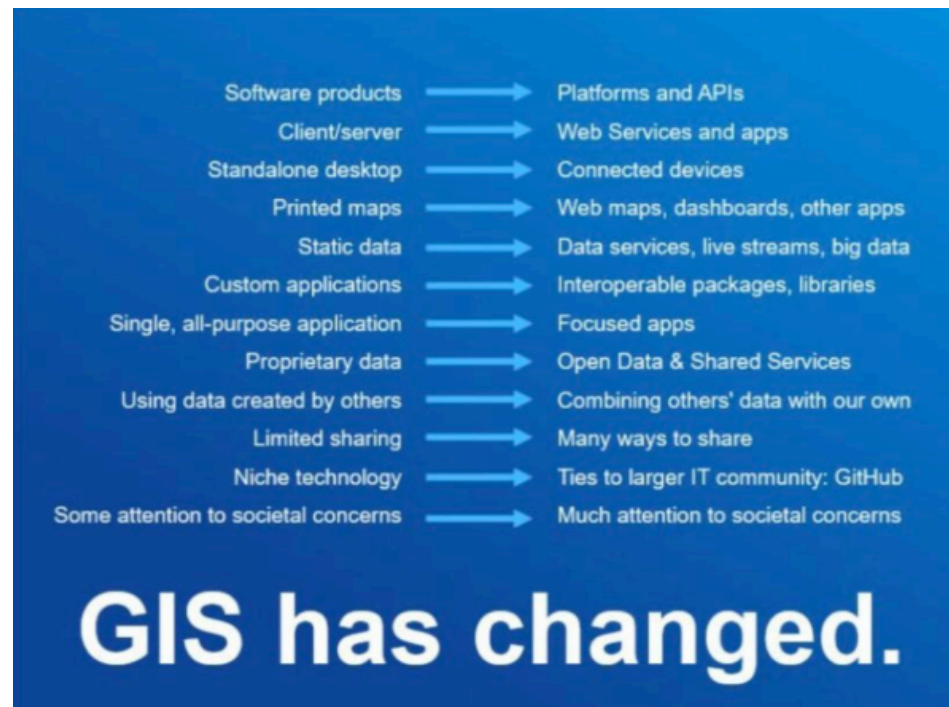 Software products Platforms and APIs
Client/server Web Services and apps
Standalone desktop Connected devices
Printed maps Web maps, dashboards, other apps
Static data Data services, live streams, big data
Custom applications Interoperable packages, libraries
Single, all-purpose application Focused apps
Proprietary data Open Data & Shared Services
Using data created by others Combining others' data with our own
Limited sharing Many ways to share
Niche technology Ties to larger IT community: GitHub
Some attention to societal concerns Much attention to societal concerns
GIS has changed.